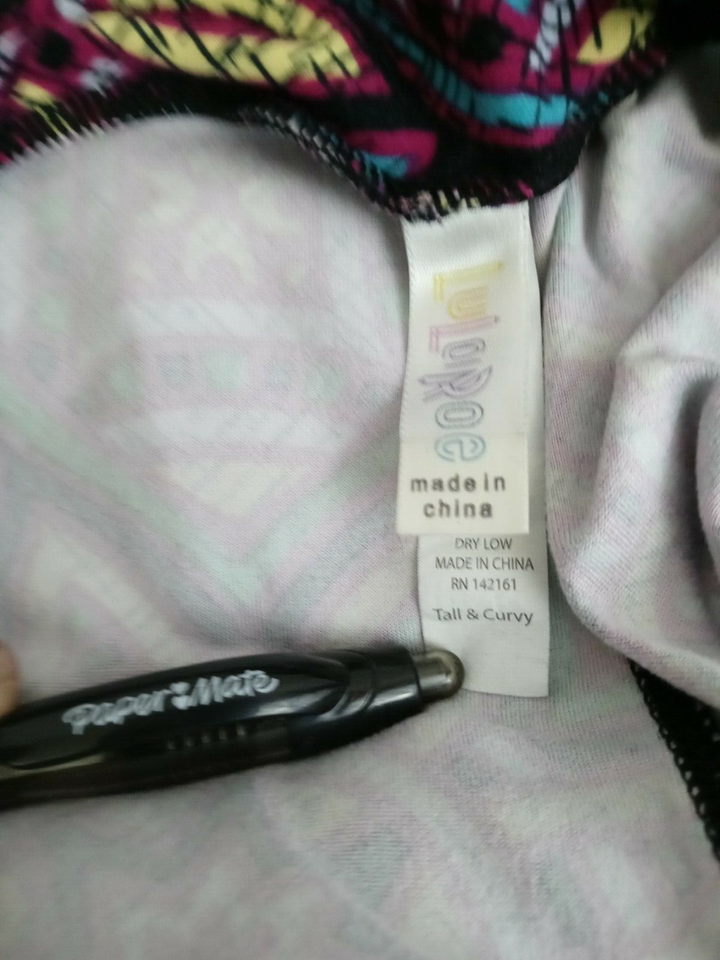 LuLaRoe
made in
china
DRY LOW
MADE IN CHINA
RN 142161
Tall & Curvy
Paper Mate